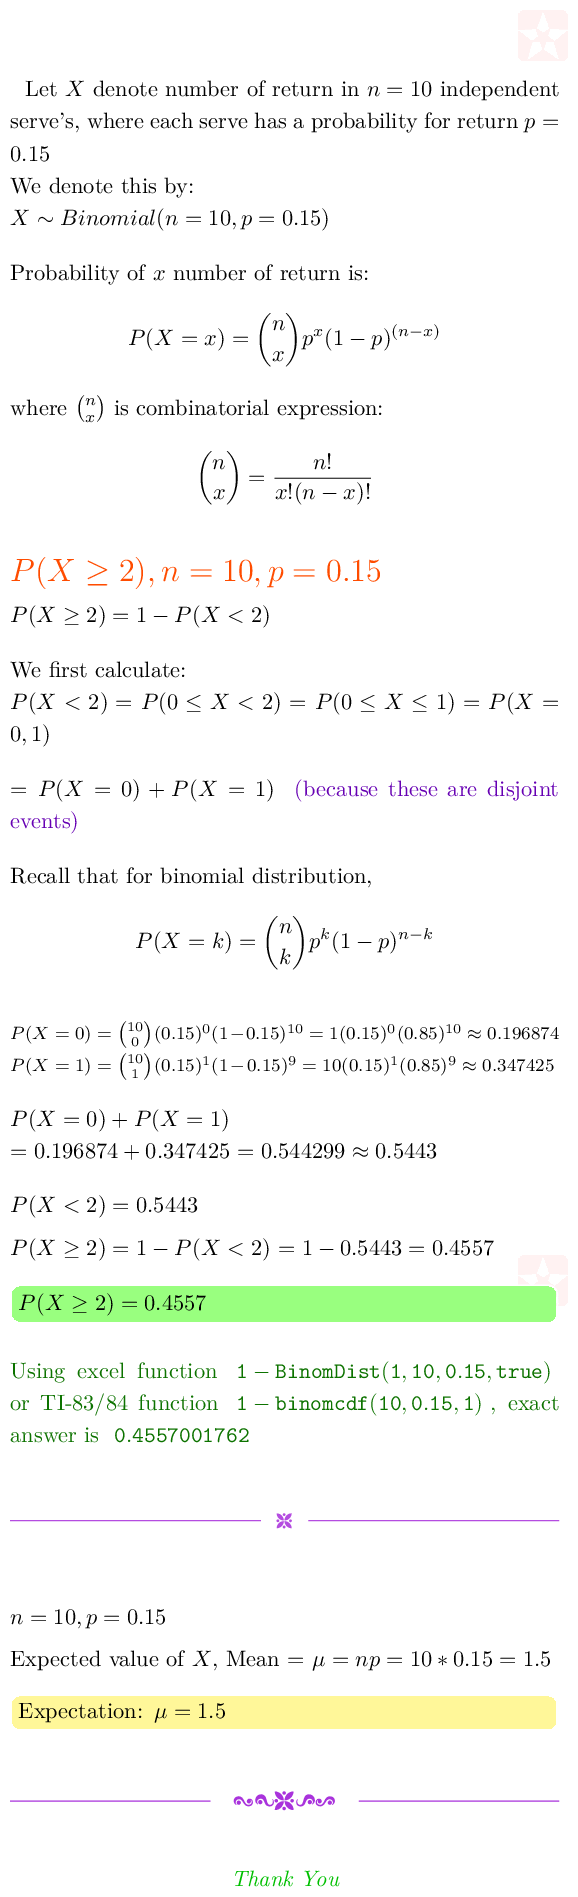 Let X denote number of return in n = 10 independent
serve's, where each serve has a probability for return p =
0.15
We denote this by:
X ∼ Binomial(n = 10, p = 0.15)
Probability of x number of return is:
P(X = x) = \binom{n}{x} p^x (1 − p)^{(n−x)}
where \binom{n}{x} is combinatorial expression:
\binom{n}{x} = \frac{n!}{x!(n − x)!}
P(X ≥ 2), n = 10, p = 0.15
P(X ≥ 2) = 1 − P(X < 2)
We first calculate:
P(X < 2) = P(0 ≤ X < 2) = P(0 ≤ X ≤ 1) = P(X =
0, 1)
= P(X = 0) + P(X = 1) (because these are disjoint
events)
Recall that for binomial distribution,
P(X = k) = \binom{n}{k} p^k (1 − p)^{n−k}
P(X = 0) = \binom{10}{0} (0.15)^0 (1−0.15)^{10} = 1(0.15)^0 (0.85)^{10} ≈ 0.196874
P(X = 1) = \binom{10}{1} (0.15)^1 (1−0.15)^9 = 10(0.15)^1 (0.85)^9 ≈ 0.347425
P(X = 0) + P(X = 1)
= 0.196874 + 0.347425 = 0.544299 ≈ 0.5443
P(X < 2) = 0.5443
P(X ≥ 2) = 1 − P(X < 2) = 1 − 0.5443 = 0.4557
P(X ≥ 2) = 0.4557
Using excel function 1 − BinomDist(1, 10, 0.15, true)
or TI-83/84 function 1 − binomcdf(10, 0.15, 1) , exact
answer is 0.4557001762
n = 10, p = 0.15
Expected value of X, Mean = μ = np = 10 ∗ 0.15 = 1.5
Expectation: μ = 1.5
Thank You